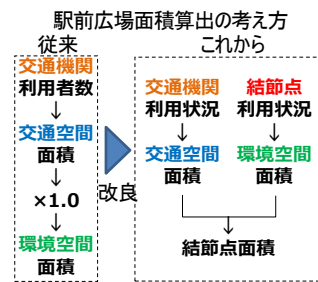 駅前広場面積算出の考え方
従来
交通機関
利用者数
↓
交通空間
面積
↓
×1.0
↓
環境空間
面積
改良
これから
交通機関
利用状況
↓
交通空間
面積
結節点
利用状況
↓
環境空間
面積
↓
結節点面積